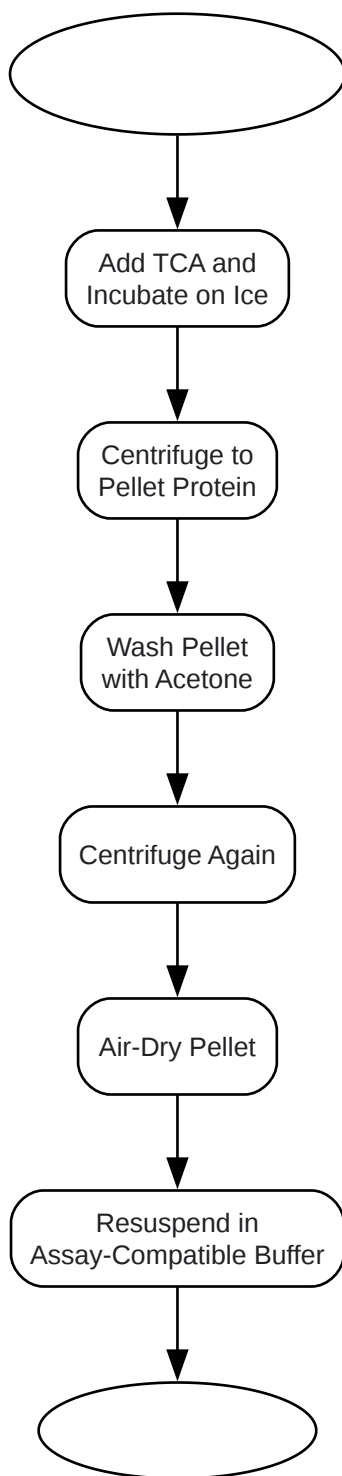 Add TCA and
Incubate on Ice
Centrifuge to
Pellet Protein
Wash Pellet
with Acetone
Centrifuge Again
Air-Dry Pellet
Resuspend in
Assay-Compatible Buffer